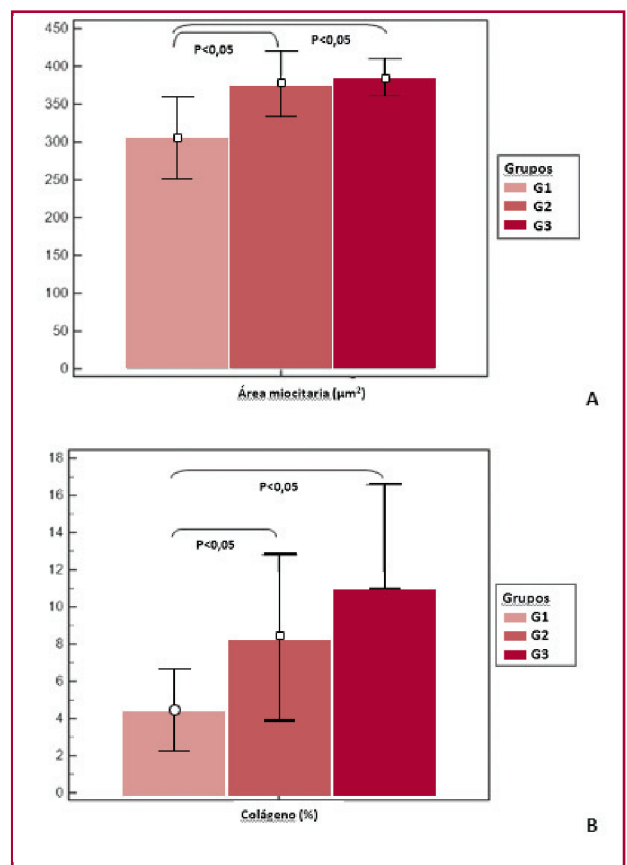 P<0,05
P<0,05
450
400
350
300
250
200
150
100
50
0
Grupos
G1
G2
G3
Área miocitaria (µm²)
A
18
16
14
12
10
8
6
4
2
0
P<0,05
P<0,05
Grupos
G1
G2
G3
Colágeno (%)
B